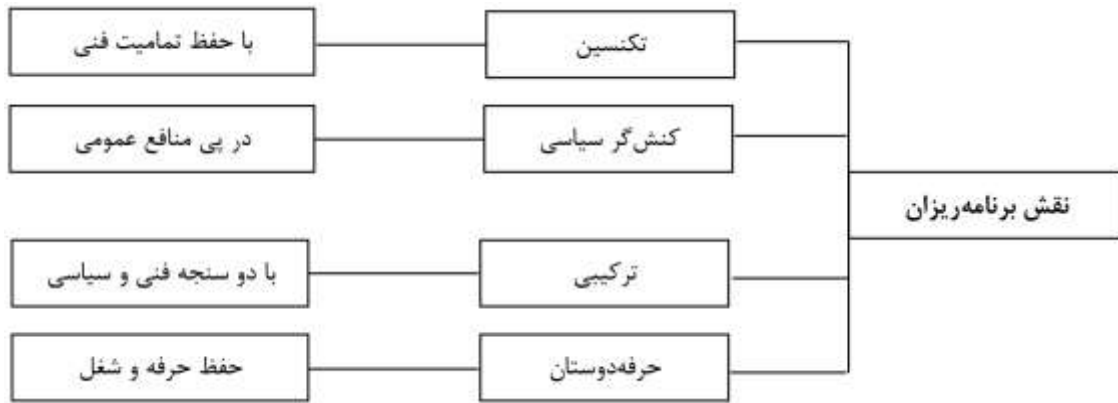 نقش برنامه‌ریزان
تکنسین
با حفظ تمامیت فنی
کنش‌گر سیاسی
در پی منافع عمومی
ترکیبی
با دو سنجه فنی و سیاسی
حرفه‌دوستان
حفظ حرفه و شغل